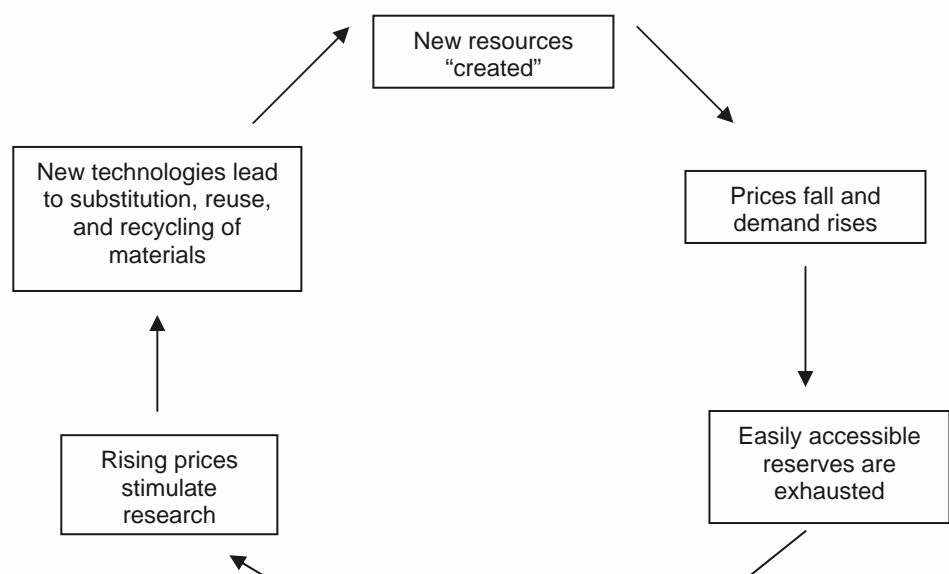 New resources
“created”
New technologies lead
to substitution, reuse,
and recycling of
materials
Prices fall and
demand rises
Rising prices
stimulate
research
Easily accessible
reserves are
exhausted